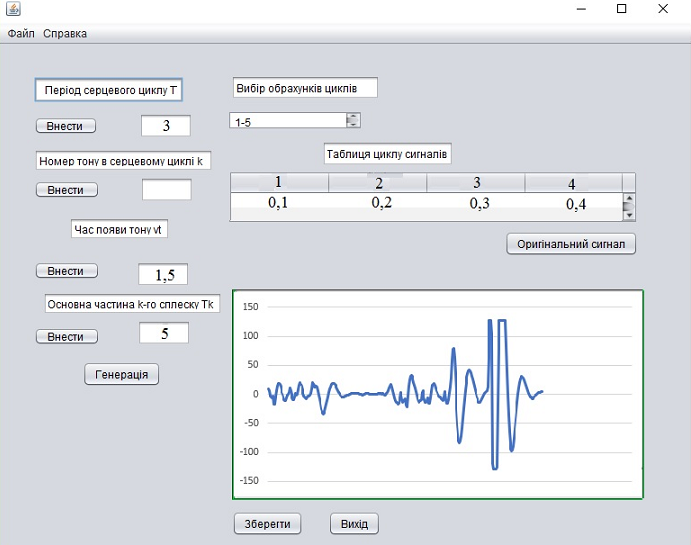 Файл Справка
Період серцевого циклу Т
Внести 3
Номер тону в серцевому циклі k
Внести
Час появи тону vt
Внести 1,5
Основна частина k-го сплеску Tk
Внести 5
Генерація
Вибір обрахунків циклів
1-5
Таблиця циклу сигналів
1 2 3 4
0,1 0,2 0,3 0,4
Оригінальний сигнал
150
100
50
0
-50
-100
-150
Зберегти Вихід